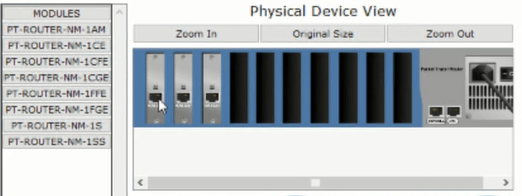 MODULES
PT-ROUTER-NM-1AM
PT-ROUTER-NM-1CE
PT-ROUTER-NM-1CFE
PT-ROUTER-NM-1CGE
PT-ROUTER-NM-1FFE
PT-ROUTER-NM-1FGE
PT-ROUTER-NM-1S
PT-ROUTER-NM-1SS
Physical Device View
Zoom In
Original Size
Zoom Out